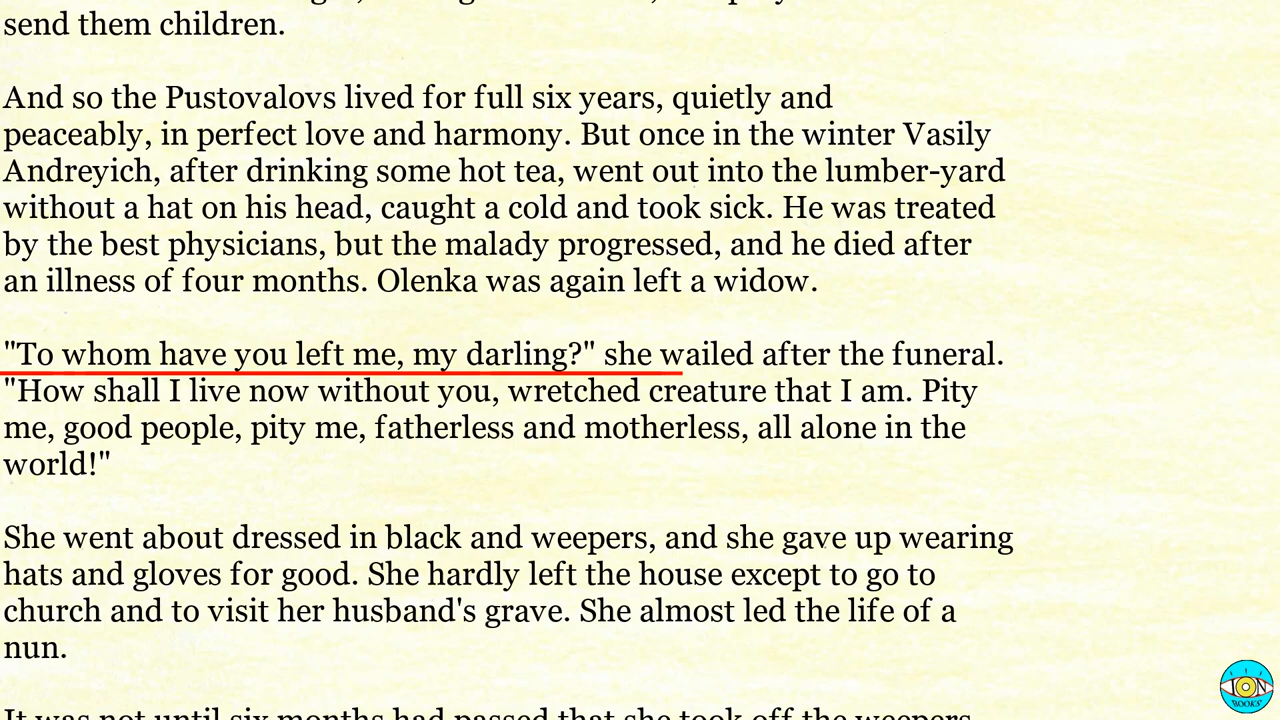 send them children.
And so the Pustovalovs lived for full six years, quietly and
peaceably, in perfect love and harmony. But once in the winter Vasily
Andreyich, after drinking some hot tea, went out into the lumber-yard
without a hat on his head, caught a cold and took sick. He was treated
by the best physicians, but the malady progressed, and he died after
an illness of four months. Olenka was again left a widow.
"To whom have you left me, my darling?" she wailed after the funeral.
"How shall I live now without you, wretched creature that I am. Pity
me, good people, pity me, fatherless and motherless, all alone in the
world!"
She went about dressed in black and weepers, and she gave up wearing
hats and gloves for good. She hardly left the house except to go to
church and to visit her husband's grave. She almost led the life of a
nun.
It was not until six months had passed that she took off the weepers
ION
BOOKS